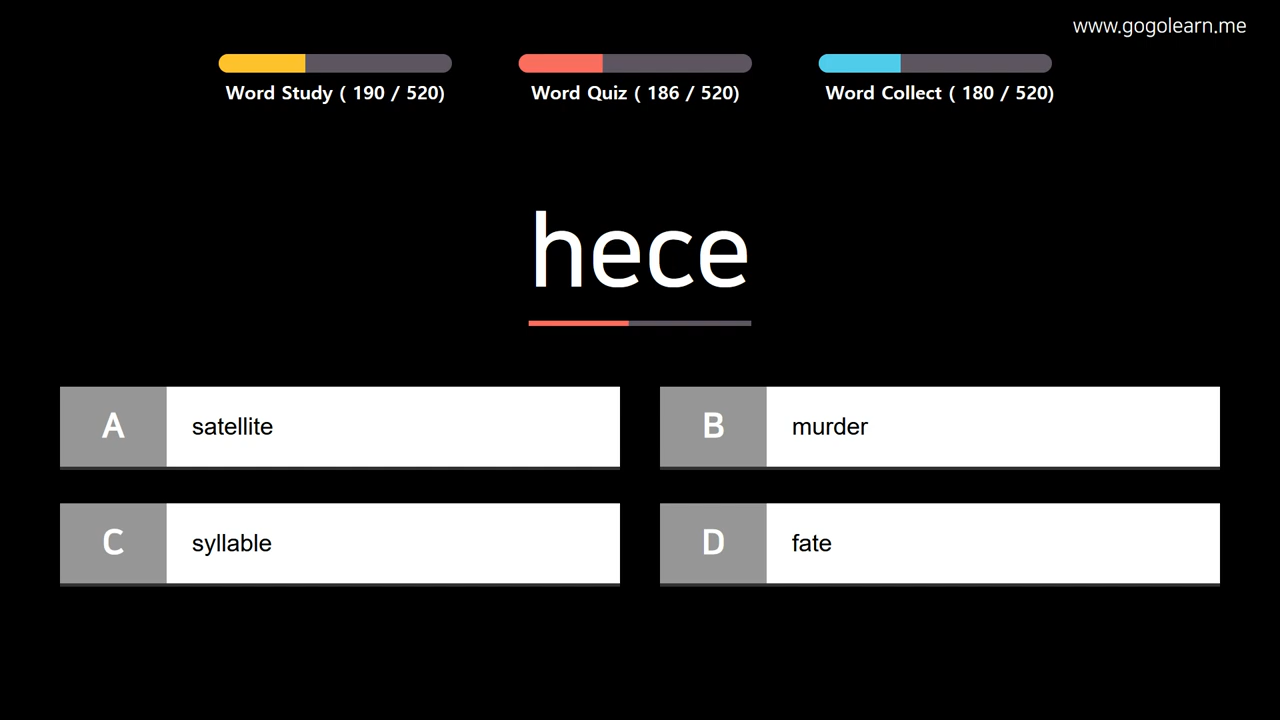 www.gogolearn.me
Word Study ( 190 / 520)
Word Quiz ( 186 / 520)
Word Collect ( 180 / 520)
hece
A satellite
B murder
C syllable
D fate